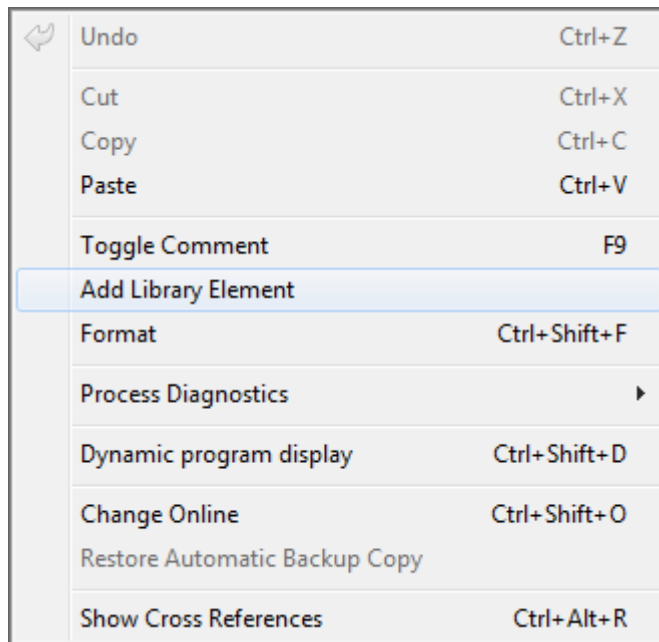 Undo Ctrl+Z
Cut Ctrl+X
Copy Ctrl+C
Paste Ctrl+V
Toggle Comment F9
Add Library Element
Format Ctrl+Shift+F
Process Diagnostics
Dynamic program display Ctrl+Shift+D
Change Online Ctrl+Shift+O
Restore Automatic Backup Copy
Show Cross References Ctrl+Alt+R